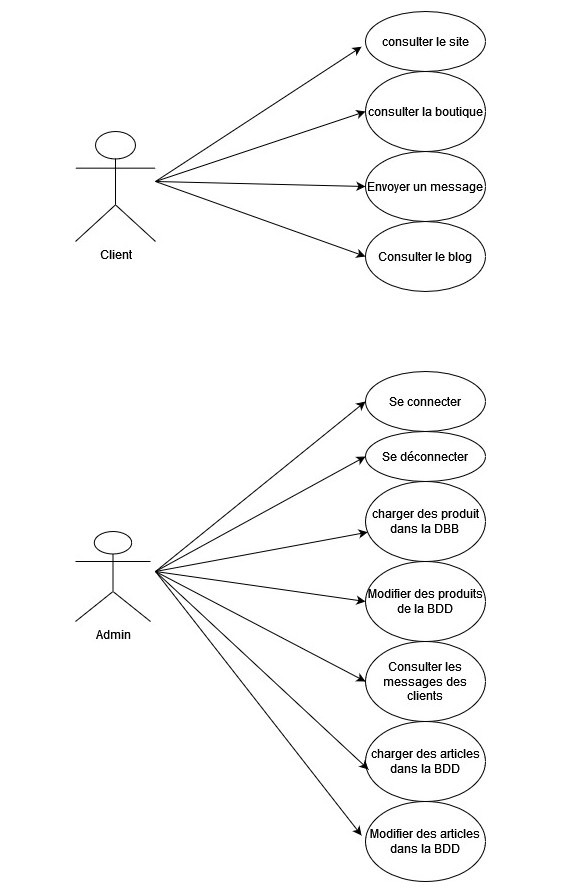 consulter le site
consulter la boutique
Envoyer un message
Consulter le blog
Client
Se connecter
Se déconnecter
charger des produit
dans la DBB
Modifier des produits
de la BDD
Consulter les
messages des
clients
charger des articles
dans la BDD
Modifier des articles
dans la BDD
Admin